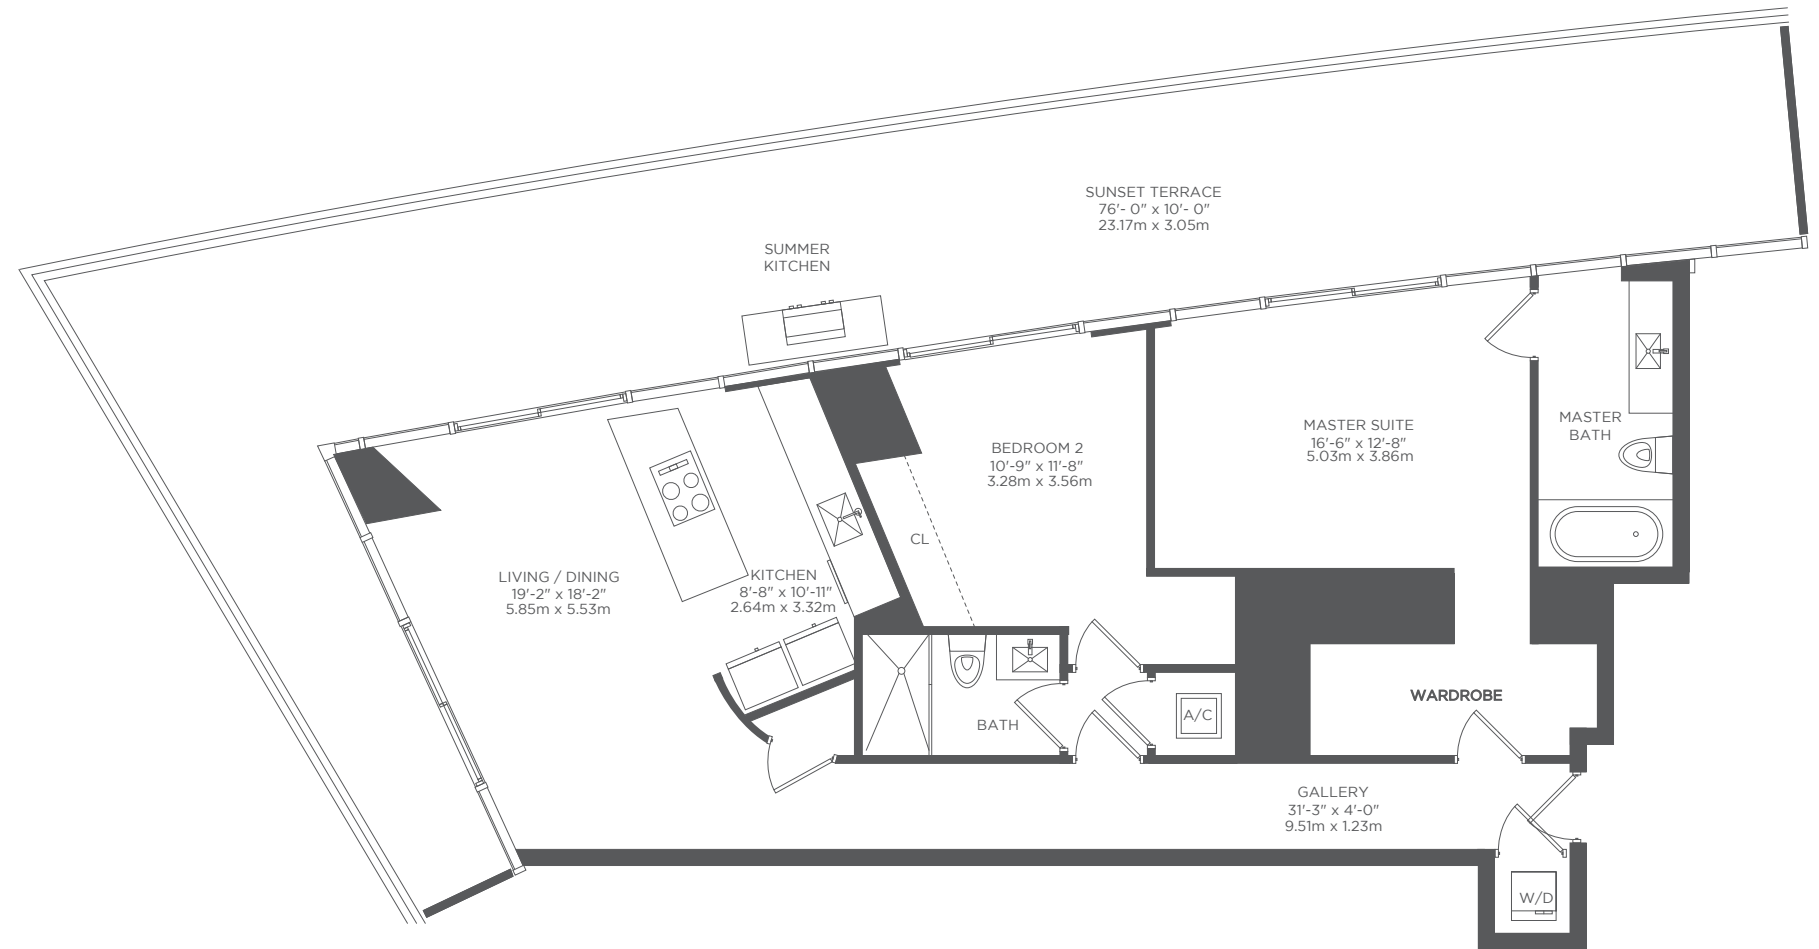 SUNSET TERRACE
76'- 0" x 10'- 0"
23.17m x 3.05m
SUMMER
KITCHEN
MASTER SUITE
16'-6" x 12'-8"
5.03m x 3.86m
MASTER
BATH
BEDROOM 2
10'-9" x 11'-8"
3.28m x 3.56m
CL
LIVING / DINING
19'-2" x 18'-2"
5.85m x 5.53m
KITCHEN
8'-8" x 10'-11"
2.64m x 3.32m
WARDROBE
A/C
BATH
GALLERY
31'-3" x 4'-0"
9.51m x 1.23m
W/D